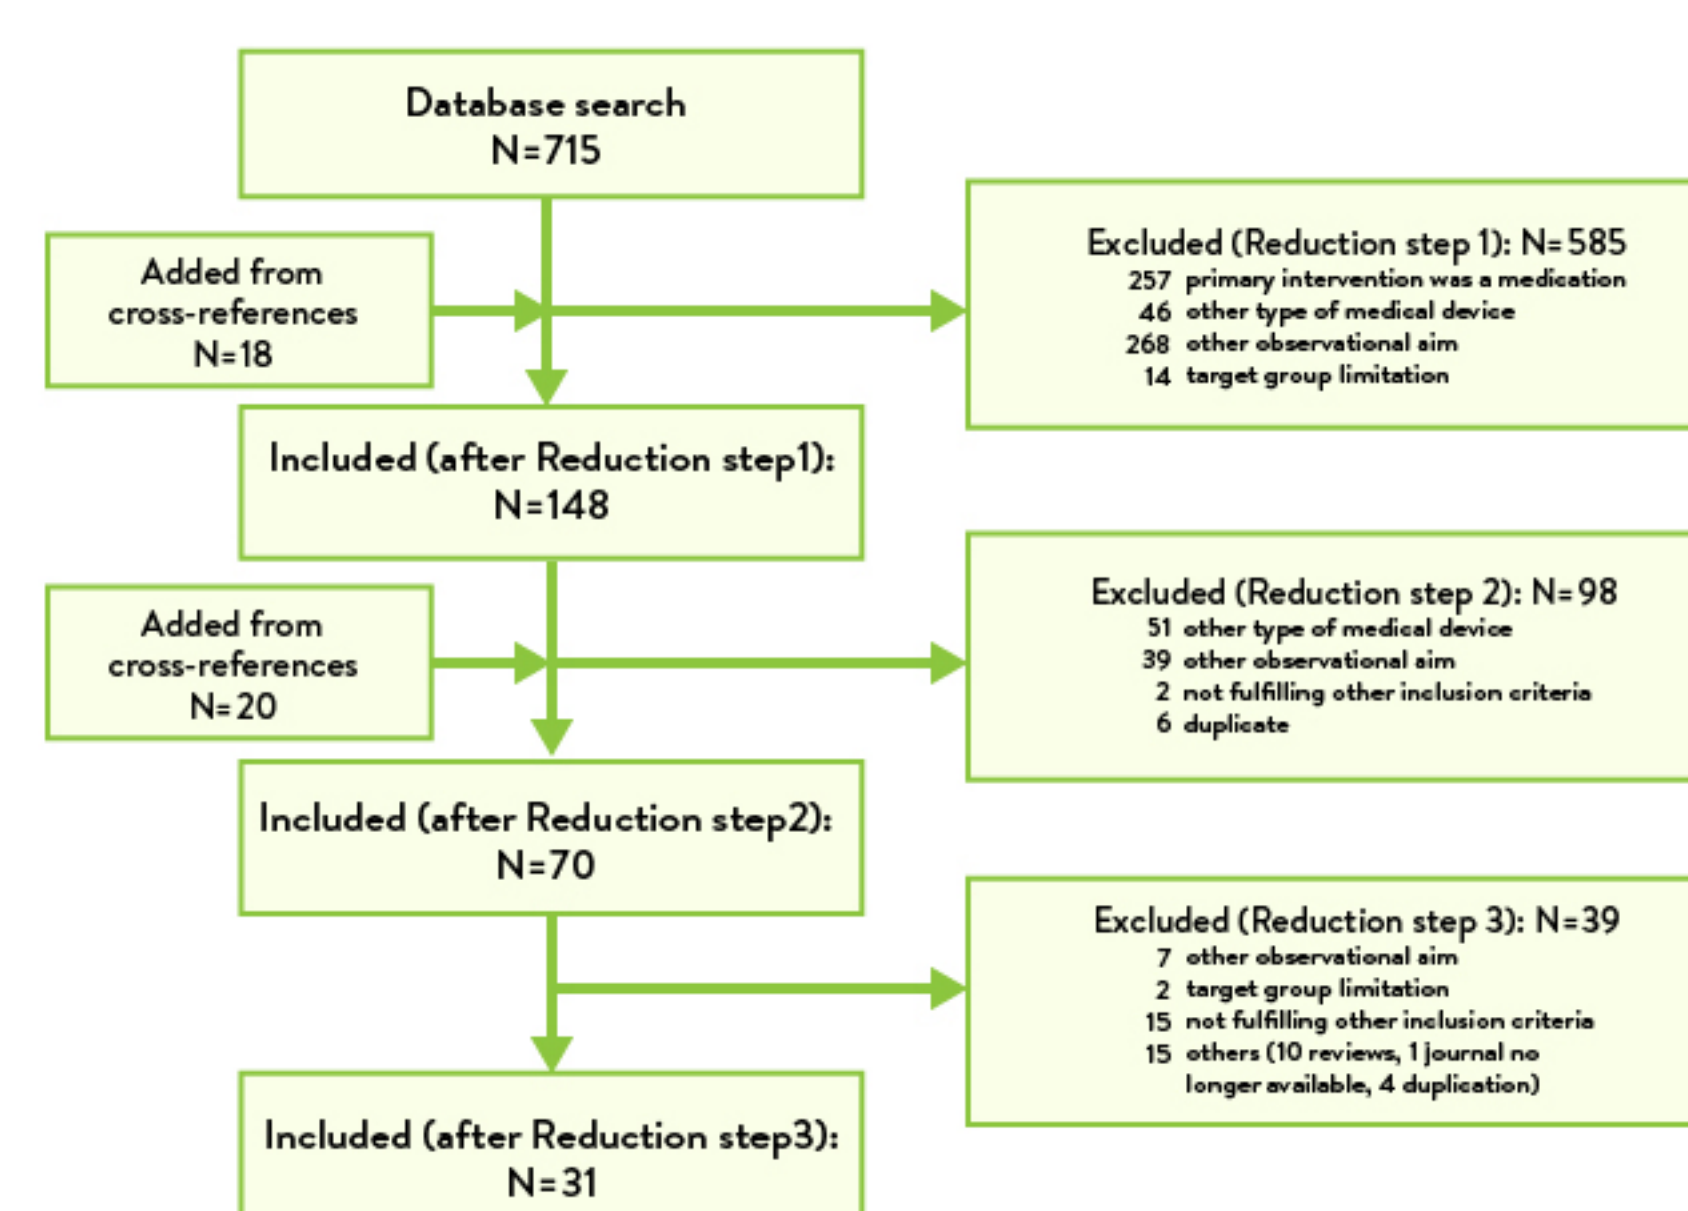 Database search
N=715
Added from
cross-references
N=18
Excluded (Reduction step 1): N=585
257 primary intervention was a medication
46 other type of medical device
268 other observational aim
14 target group limitation
Included (after Reduction step1):
N=148
Added from
cross-references
N=20
Excluded (Reduction step 2): N=98
51 other type of medical device
39 other observational aim
2 not fulfilling other inclusion criteria
6 duplicate
Included (after Reduction step2):
N=70
Excluded (Reduction step 3): N=39
7 other observational aim
2 target group limitation
15 not fulfilling other inclusion criteria
15 others (10 reviews, 1 journal no
longer available, 4 duplication)
Included (after Reduction step3):
N=31